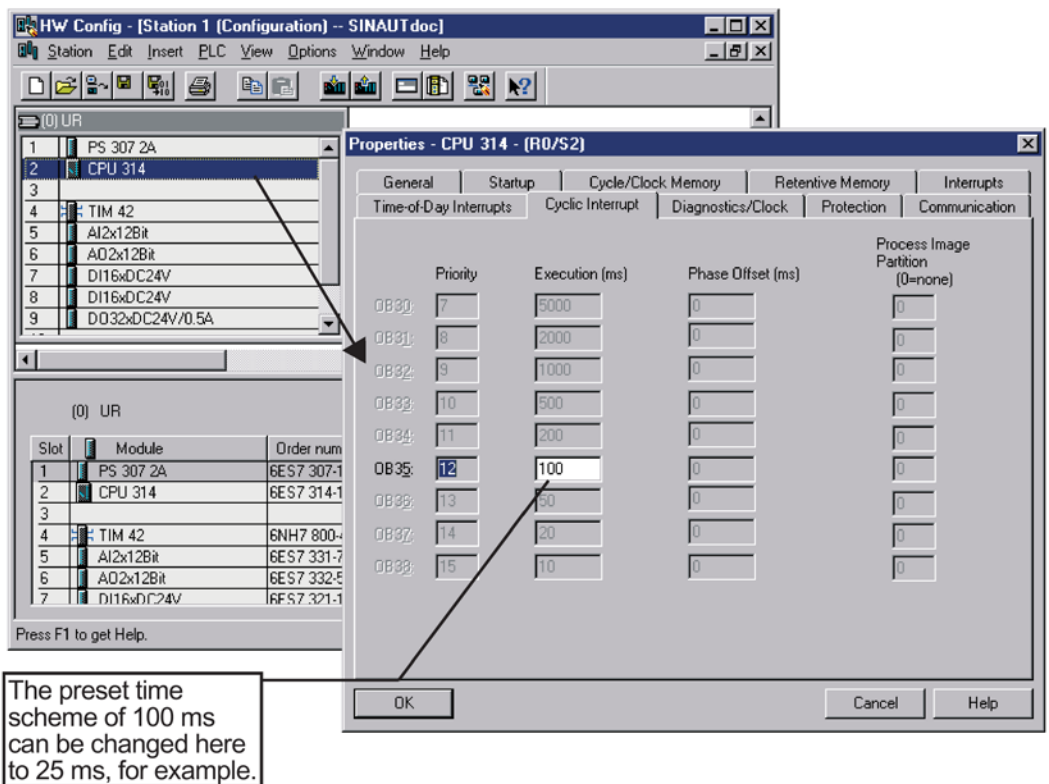 HW Config - [Station 1 (Configuration) -- SINAUTdoc]
Station Edit Insert PLC View Options Window Help
(0) UR
1 PS 307 2A
2 CPU 314
3
4 TIM 42
5 AI2x12Bit
6 AO2x12Bit
7 DI16xDC24V
8 DI16xDC24V
9 DO32xDC24V/0.5A
(0) UR
Slot Module Order num
1 PS 307 2A 6ES7 307-1
2 CPU 314 6ES7 314-1
3
4 TIM 42 6NH7 800-
5 AI2x12Bit 6ES7 331-7
6 AO2x12Bit 6ES7 332-5
7 DI16xDC24V 6ES7 321-1
Press F1 to get Help.
Properties - CPU 314 - (R0/S2)
General Startup Cycle/Clock Memory Retentive Memory Interrupts
Time-of-Day Interrupts Cyclic Interrupt Diagnostics/Clock Protection Communication
Process Image
Partition
Priority Execution (ms) Phase Offset (ms) (0=none)
OB30: 7 5000 0 0
OB31: 8 2000 0 0
OB32: 9 1000 0 0
OB33: 10 500 0 0
OB34: 11 200 0 0
OB35: 12 100 0 0
OB36: 13 50 0 0
OB37: 14 20 0 0
OB38: 15 10 0 0
OK Cancel Help
The preset time
scheme of 100 ms
can be changed here
to 25 ms, for example.